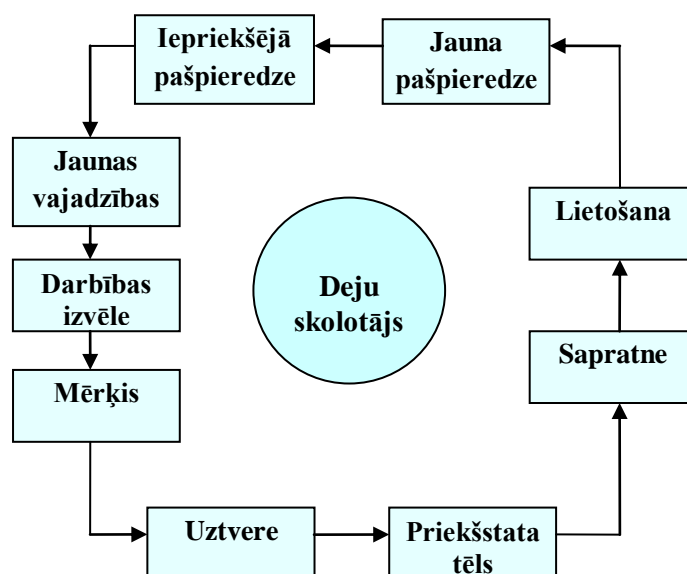 Iepriekšējā
pašpieredze
Jauna
pašpieredze
Jaunas
vajadzības
Lietošana
Darbības
izvēle
Deju
skolotājs
Sapratne
Mērķis
Uztvere
Priekšstata
tēls